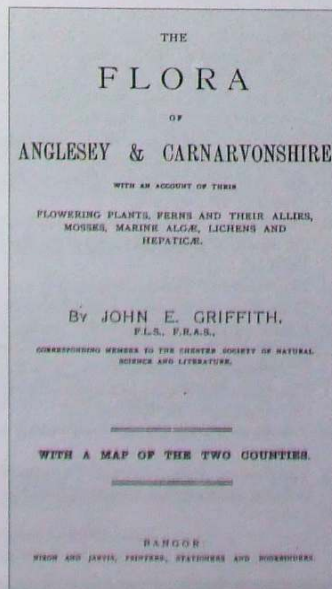 THE
FLORA
OF
ANGLESEY & CARNARVONSHIRE
WITH AN ACCOUNT OF THEIR
FLOWERING PLANTS, FERNS AND THEIR ALLIES,
MOSSES, MARINE ALGÆ, LICHENS AND
HEPATICÆ.
By JOHN E. GRIFFITH,
F.L.S., F.R.A.S.,
CORRESPONDING MEMBER TO THE CHESTER SOCIETY OF NATURAL
SCIENCE AND LITERATURE.
WITH A MAP OF THE TWO COUNTIES.
BANGOR
NIXON AND JARVIS, PRINTERS, STATIONERS AND BOOKBINDERS.